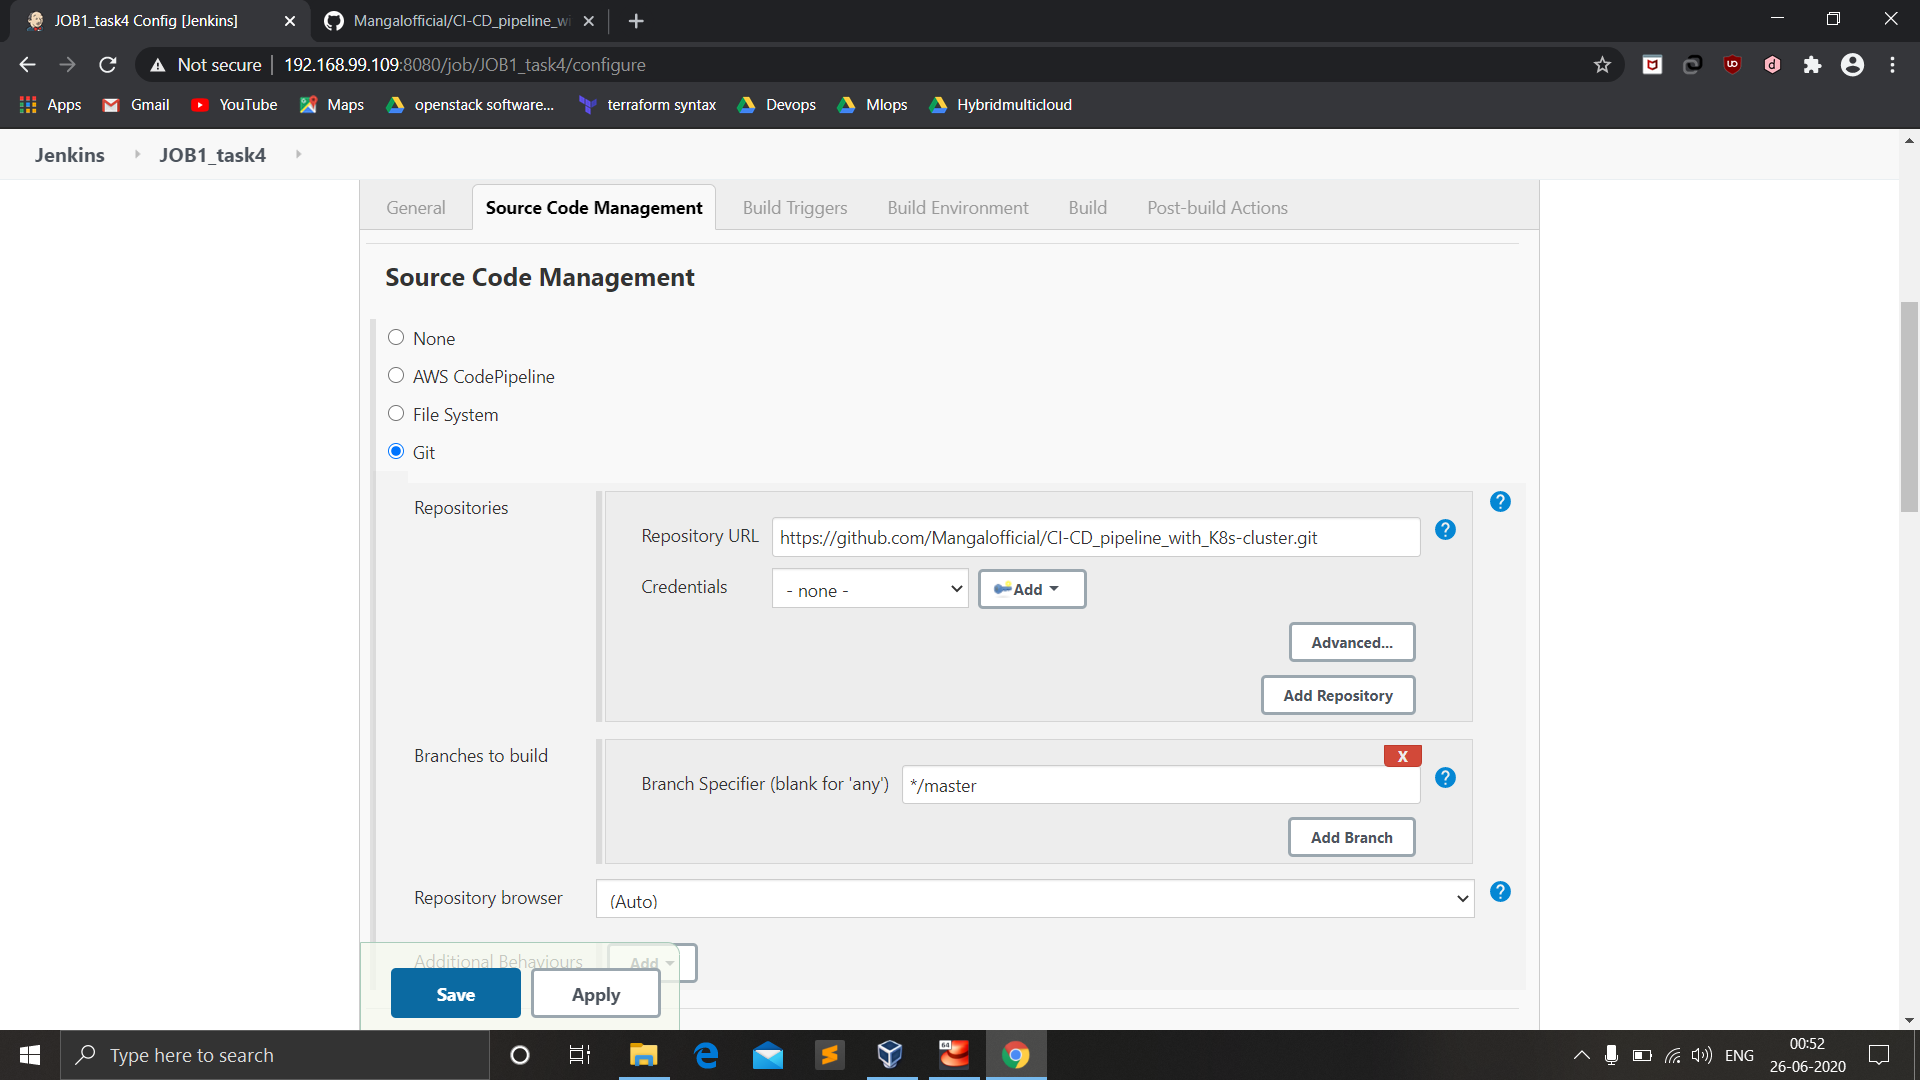 JOB1_task4 Config [Jenkins]
Mangalofficial/CI-CD_pipeline_wi
Not secure
192.168.99.109:8080/job/JOB1_task4/configure
Apps
Gmail
YouTube
Maps
openstack software...
terraform syntax
Devops
Mlops
Hybridmulticloud
Jenkins
JOB1_task4
General
Source Code Management
Build Triggers
Build Environment
Build
Post-build Actions
Source Code Management
None
AWS CodePipeline
File System
Git
Repositories
Repository URL
https://github.com/Mangalofficial/CI-CD_pipeline_with_K8s-cluster.git
Credentials
- none -
Add
Advanced...
Add Repository
Branches to build
X
Branch Specifier (blank for 'any')
*/master
Add Branch
Repository browser
(Auto)
Additional Behaviours
Add
Save
Apply
Type here to search
64
ENG
00:52
26-06-2020